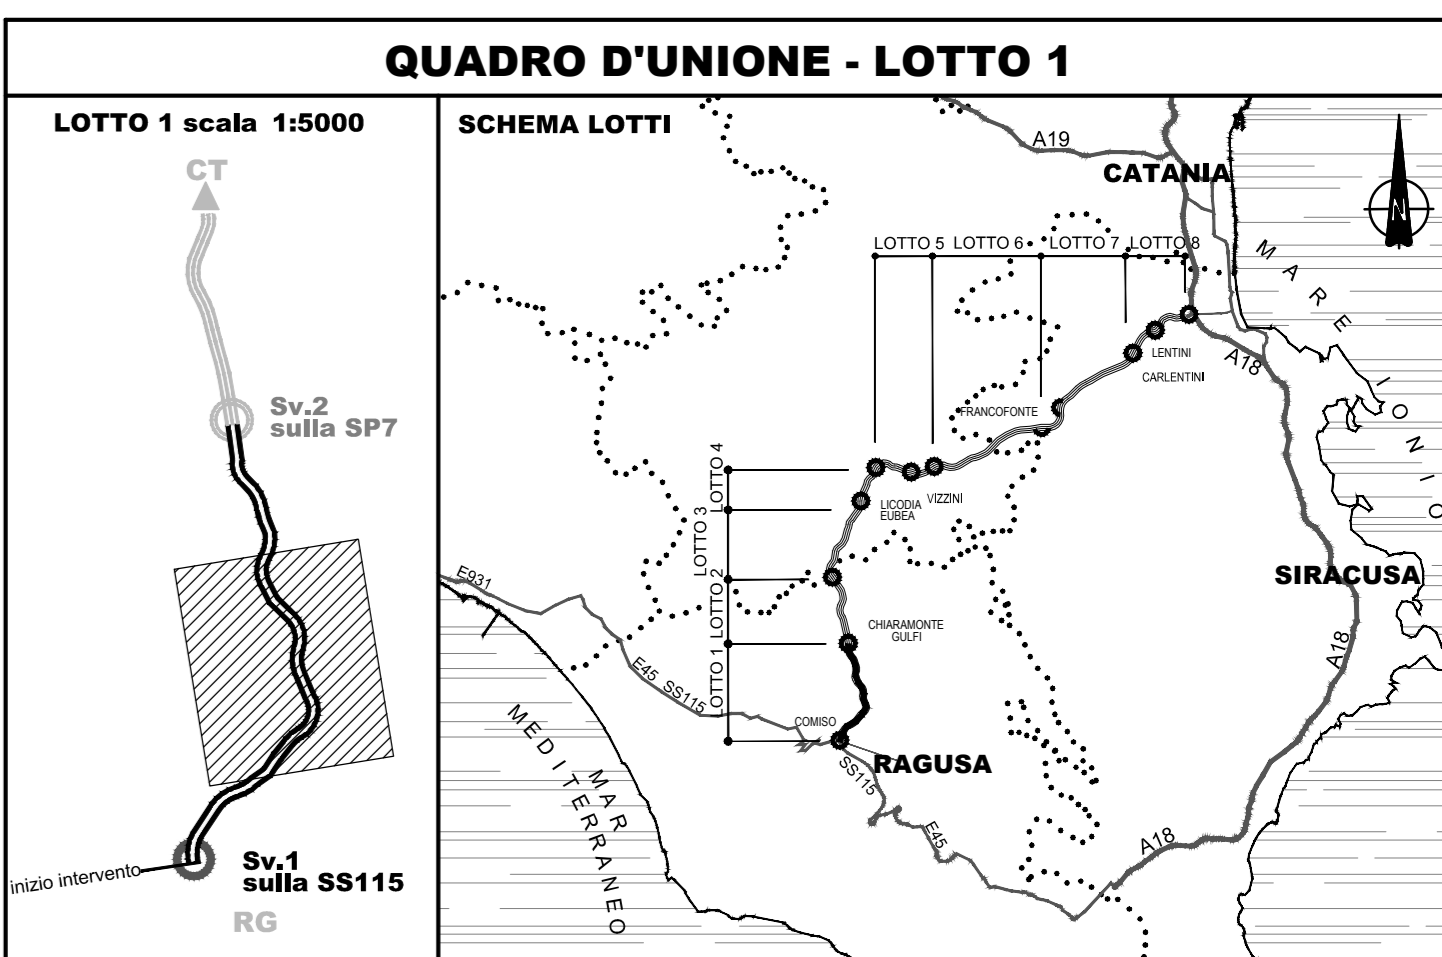 QUADRO D'UNIONE - LOTTO 1
LOTTO 1 scala 1:5000
CT
Sv.2
sulla SP7
inizio intervento
Sv.1
sulla SS115
RG
SCHEMA LOTTI
A19
CATANIA
N
LOTTO 5
LOTTO 6
LOTTO 7
LOTTO 8
MARE
IONIO
LENTINI
CARLENTINI
A18
FRANCOFONTE
LOTTO 4
LOTTO 3
LOTTO 2
LOTTO 1
VIZZINI
LICODIA
EUBEA
E931
SIRACUSA
CHIARAMONTE
GULFI
E45 SS115
A18
COMISO
RAGUSA
SS115
MAR
MEDITERRANEO
E45
A18